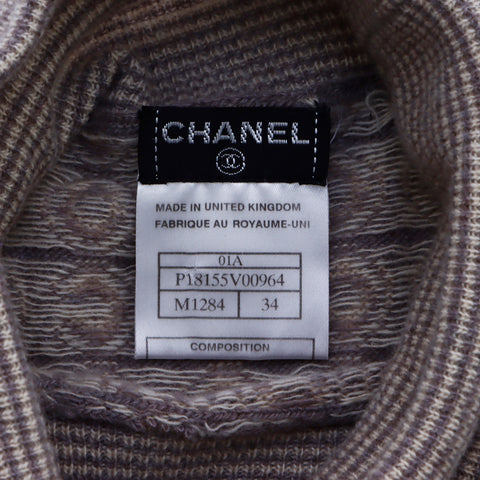 CHANEL
MADE IN UNITED KINGDOM
FABRIQUE AU ROYAUME-UNI
01A
P18155V00964
M1284 34
COMPOSITION